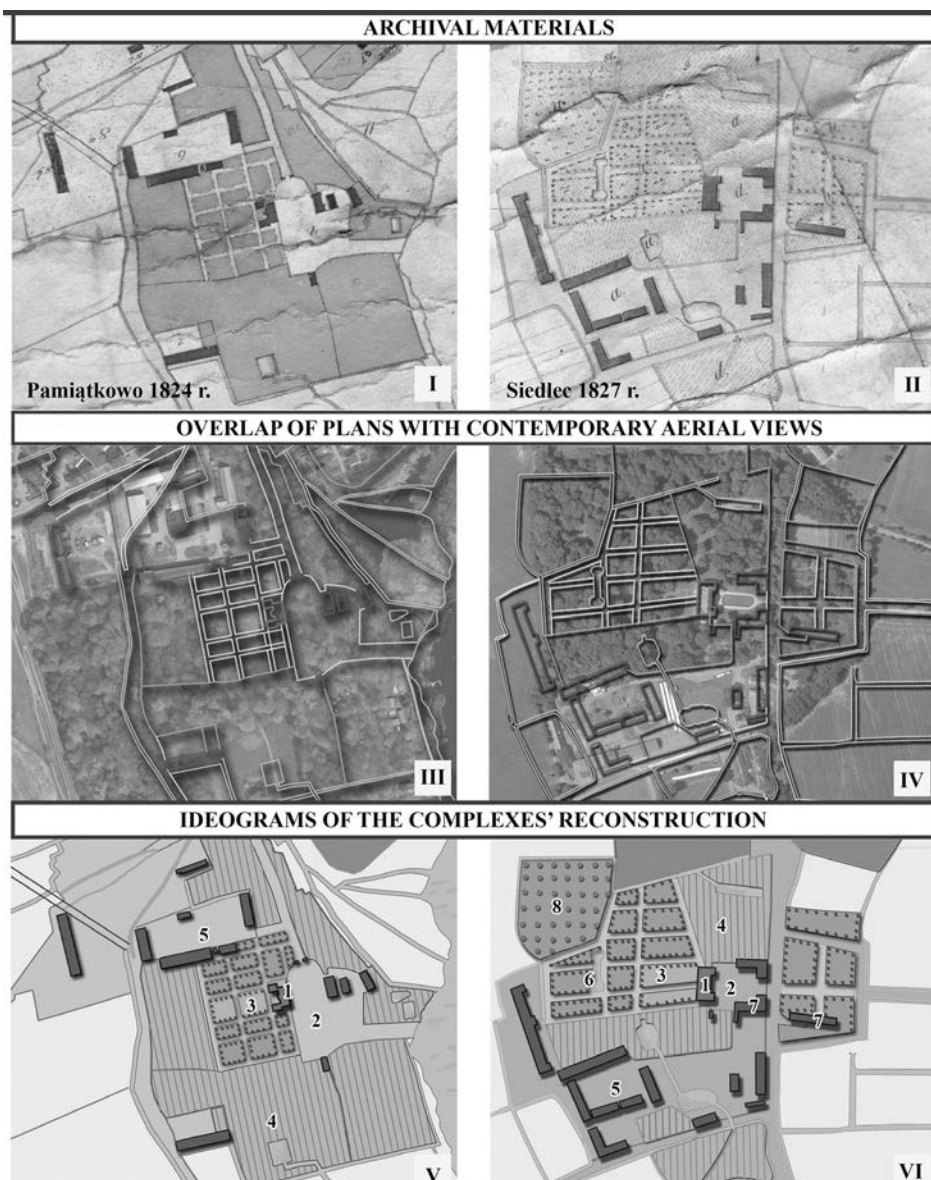 ARCHIVAL MATERIALS
Pamiątkowo 1824 r.
I
Siedlec 1827 r.
II
OVERLAP OF PLANS WITH CONTEMPORARY AERIAL VIEWS
III
IV
IDEOGRAMS OF THE COMPLEXES' RECONSTRUCTION
5
1
3
2
4
V
8
4
6
3
1
2
7
7
5
VI